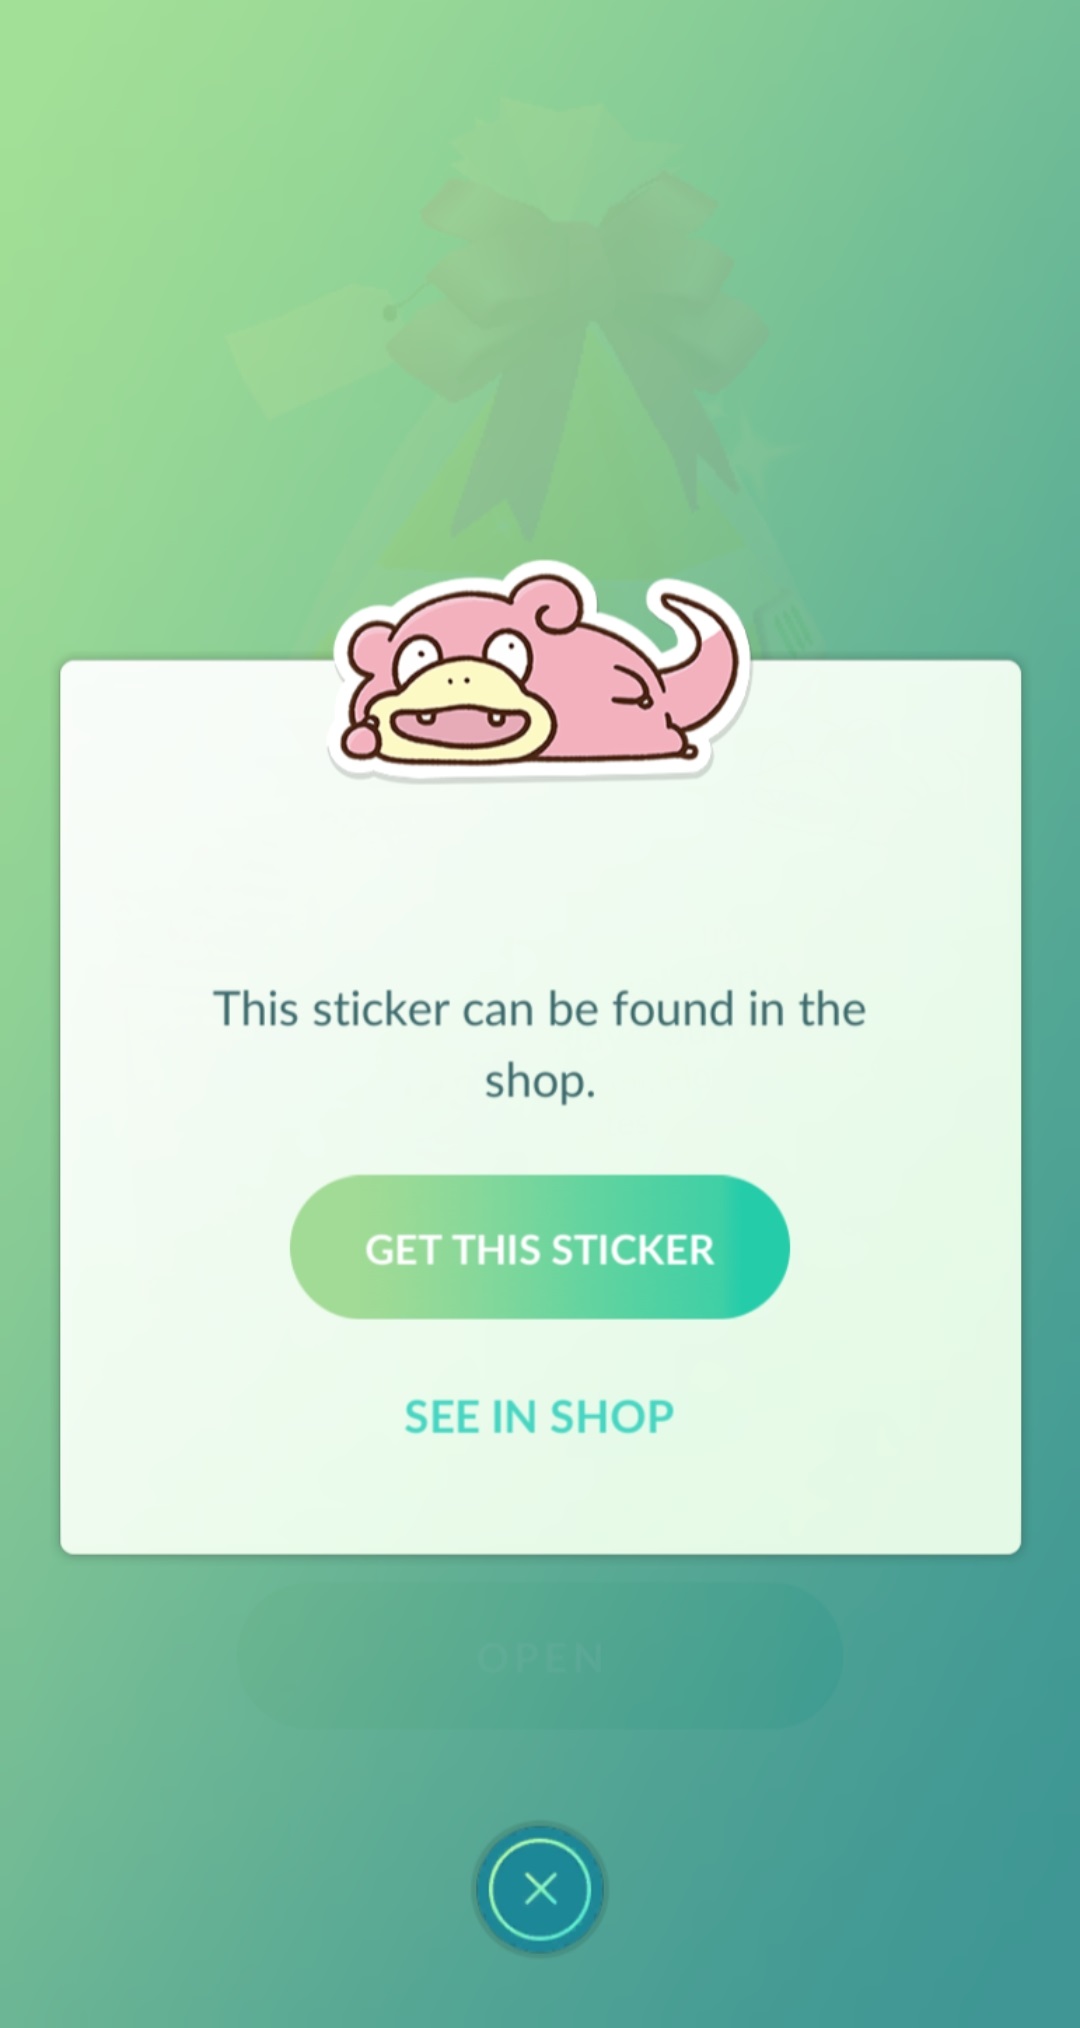 This sticker can be found in the
shop.
GET THIS STICKER
SEE IN SHOP
OPEN